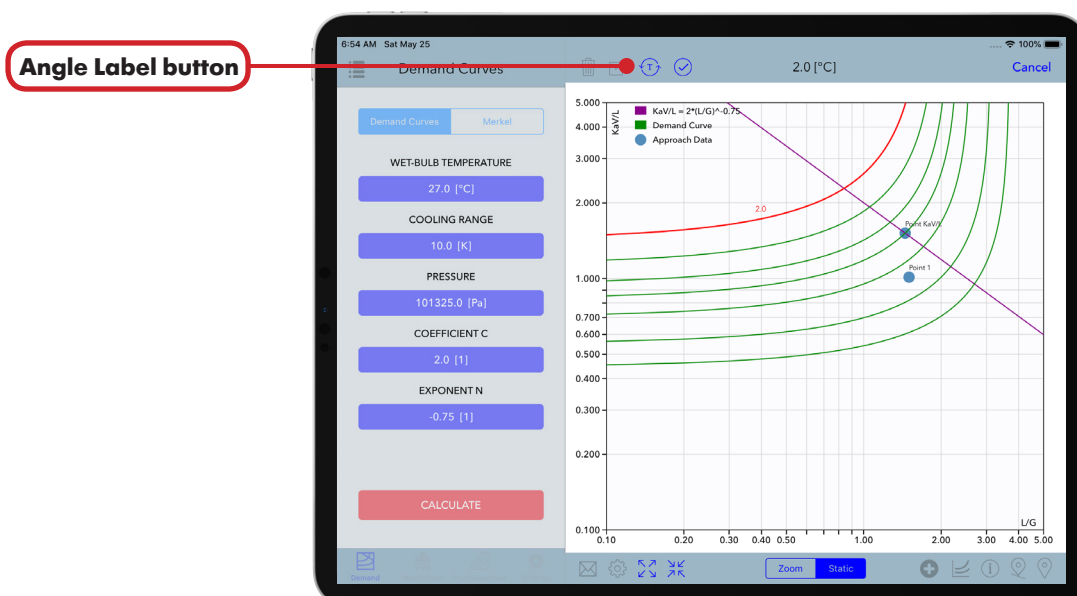 6:54 AM Sat May 25
100%
Angle Label button
Demand Curves
T
2.0 [°C]
Cancel
Demand Curves
Merkel
WET-BULB TEMPERATURE
27.0 [°C]
COOLING RANGE
10.0 [K]
PRESSURE
101325.0 [Pa]
COEFFICIENT C
2.0 [1]
EXPONENT N
-0.75 [1]
CALCULATE
Demand
KaV/L
KaV/L = 2*(L/G)^-0.75
Demand Curve
Approach Data
5.000
4.000
3.000
2.000
1.000
0.700
0.600
0.500
0.400
0.300
0.200
0.100
2.0
Point KaV/L
Point 1
L/G
0.10 0.20 0.30 0.40 0.50 1.00 2.00 3.00 4.00 5.00
Zoom
Static